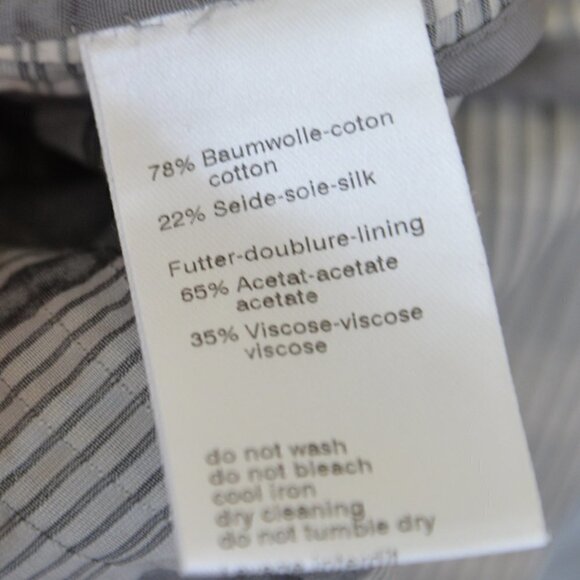 78% Baumwolle-coton
cotton
22% Seide-soie-silk
Futter-doublure-lining
65% Acetat-acetate
acetate
35% Viscose-viscose
viscose
do not wash
do not bleach
cool iron
dry cleaning
do not tumble dry